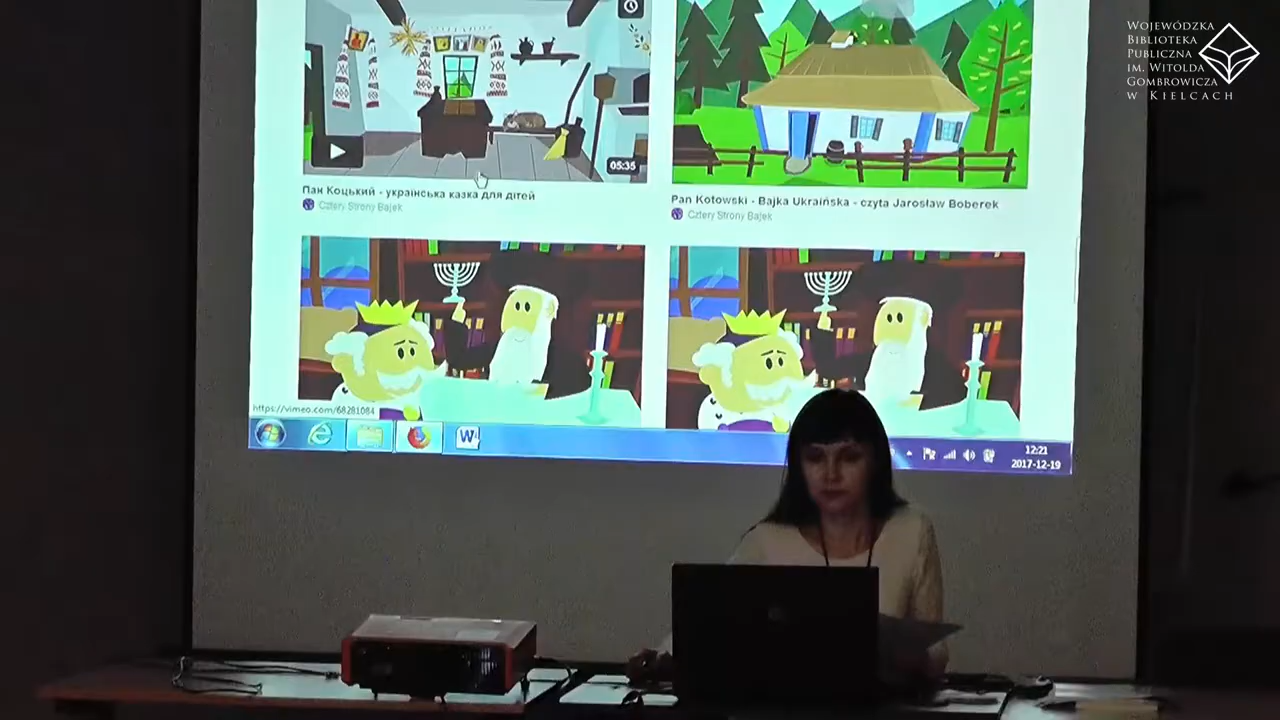 Wojewódzka
Biblioteka
Publiczna
im. Witolda
Gombrowicza
w Kielcach
05:35
Пан Коцький - українська казка для дітей
Cztery Strony Bajek
Pan Kotowski - Bajka Ukraińska - czyta Jarosław Boberek
Cztery Strony Bajek
https://vimeo.com/68281084
W
12:21
2017-12-19